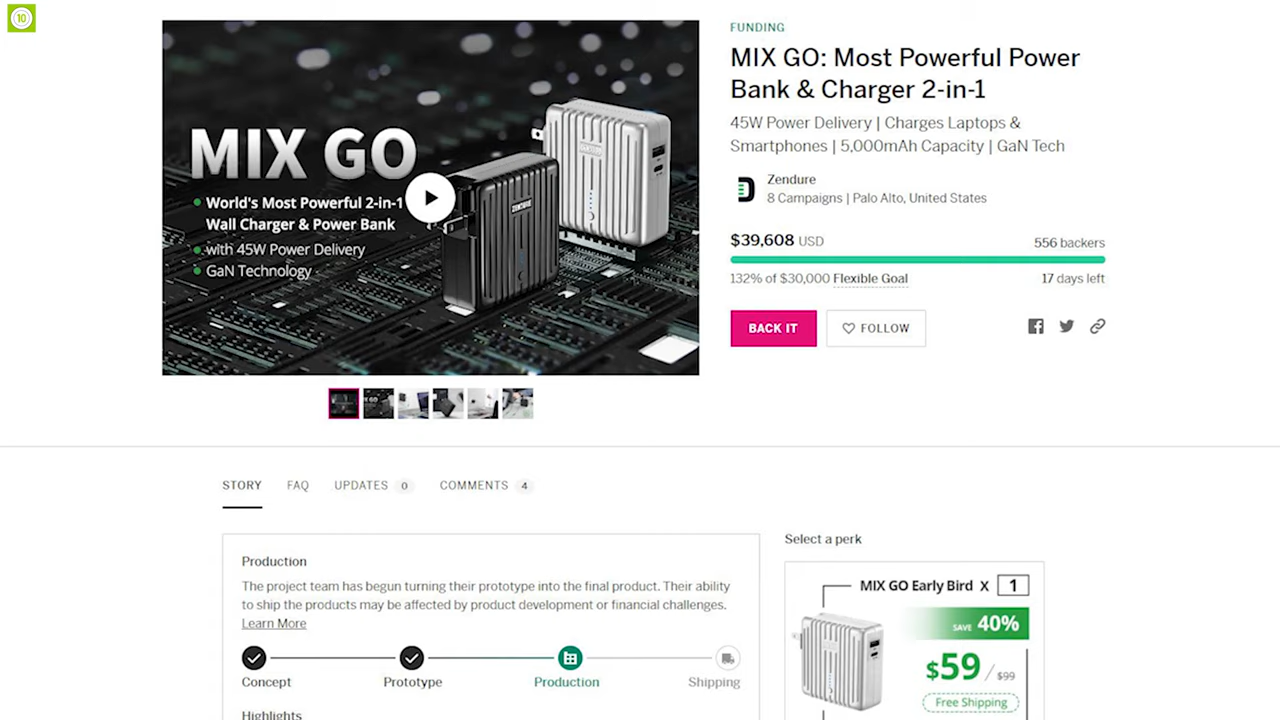 10
FUNDING
MIX GO: Most Powerful Power
Bank & Charger 2-in-1
45W Power Delivery | Charges Laptops &
Smartphones | 5,000mAh Capacity | GaN Tech
Zendure
8 Campaigns | Palo Alto, United States
$39,608 USD
556 backers
132% of $30,000 Flexible Goal
17 days left
BACK IT
FOLLOW
MIX GO
World's Most Powerful 2-in-1
Wall Charger & Power Bank
with 45W Power Delivery
GaN Technology
ZENDURE
STORY
FAQ
UPDATES 0
COMMENTS 4
Production
The project team has begun turning their prototype into the final product. Their ability
to ship the products may be affected by product development or financial challenges.
Learn More
Concept
Prototype
Production
Shipping
Highlights
Select a perk
MIX GO Early Bird X 1
SAVE 40%
$59 / $99
Free Shipping